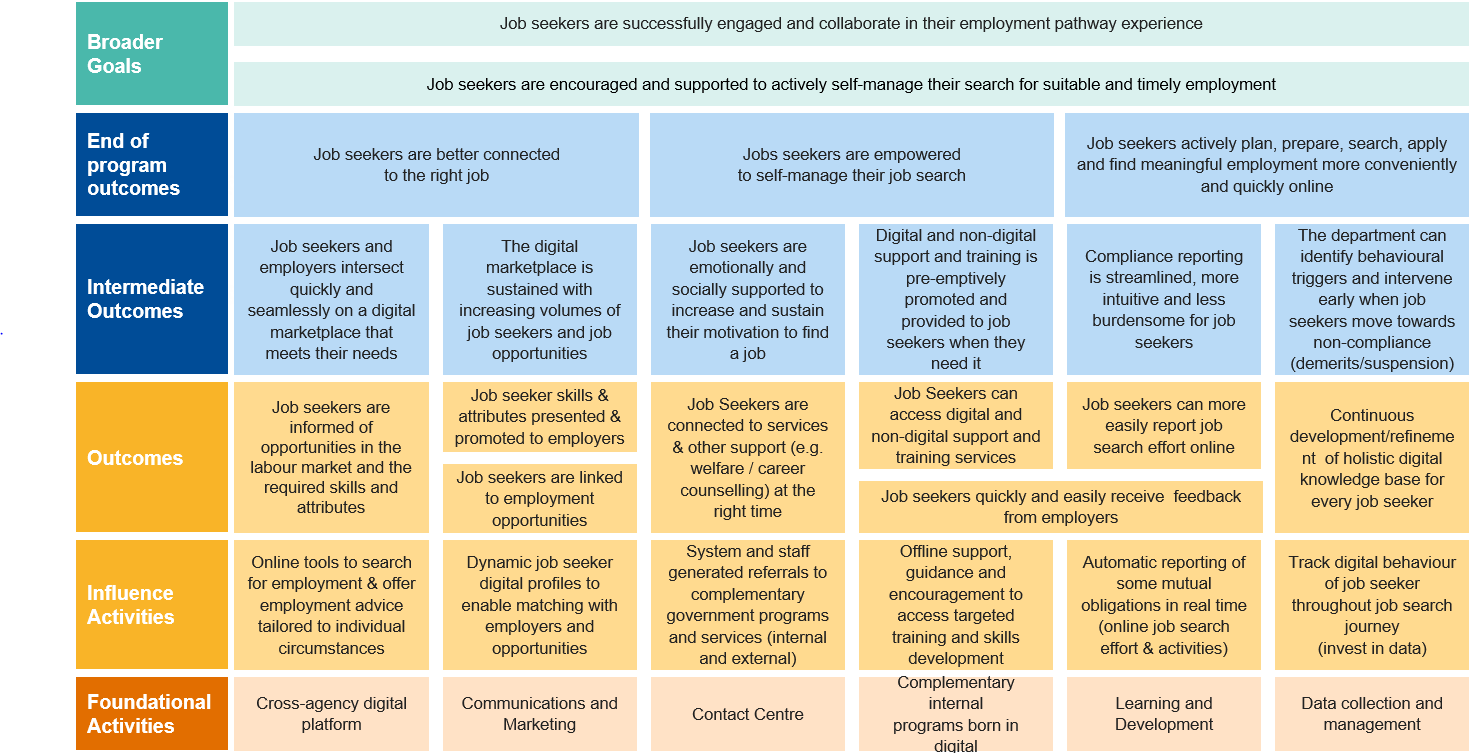 Broader
Goals
Job seekers are successfully engaged and collaborate in their employment pathway experience
Job seekers are encouraged and supported to actively self-manage their search for suitable and timely employment
End of
program
outcomes
Job seekers are better connected
to the right job
Jobs seekers are empowered
to self-manage their job search
Job seekers actively plan, prepare, search, apply
and find meaningful employment more conveniently
and quickly online
Intermediate
Outcomes
Job seekers and
employers intersect
quickly and
seamlessly on a digital
marketplace that
meets their needs
The digital
marketplace is
sustained with
increasing volumes of
job seekers and job
opportunities
Job seekers are
emotionally and
socially supported to
increase and sustain
their motivation to find
a job
Digital and non-digital
support and training is
pre-emptively
promoted and
provided to job
seekers when they
need it
Compliance reporting
is streamlined, more
intuitive and less
burdensome for job
seekers
The department can
identify behavioural
triggers and intervene
early when job
seekers move towards
non-compliance
(demerits/suspension)
Outcomes
Job seekers are
informed of
opportunities in the
labour market and the
required skills and
attributes
Job seeker skills &
attributes presented &
promoted to employers
Job seekers are linked
to employment
opportunities
Job Seekers are
connected to services
& other support (e.g.
welfare / career
counselling) at the
right time
Job Seekers can
access digital and
non-digital support and
training services
Job seekers can more
easily report job
search effort online
Job seekers quickly and easily receive feedback
from employers
Continuous
development/refineme
nt of holistic digital
knowledge base for
every job seeker
Influence
Activities
Online tools to search
for employment & offer
employment advice
tailored to individual
circumstances
Dynamic job seeker
digital profiles to
enable matching with
employers and
opportunities
System and staff
generated referrals to
complementary
government programs
and services (internal
and external)
Offline support,
guidance and
encouragement to
access targeted
training and skills
development
Automatic reporting of
some mutual
obligations in real time
(online job search
effort & activities)
Track digital behaviour
of job seeker
throughout job search
journey
(invest in data)
Foundational
Activities
Cross-agency digital
platform
Communications and
Marketing
Contact Centre
Complementary
internal
programs born in
digital
Learning and
Development
Data collection and
management